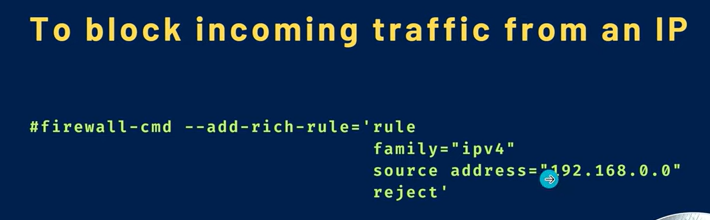 To block incoming traffic from an IP
#firewall-cmd --add-rich-rule='rule
family="ipv4"
source address="192.168.0.0"
reject'